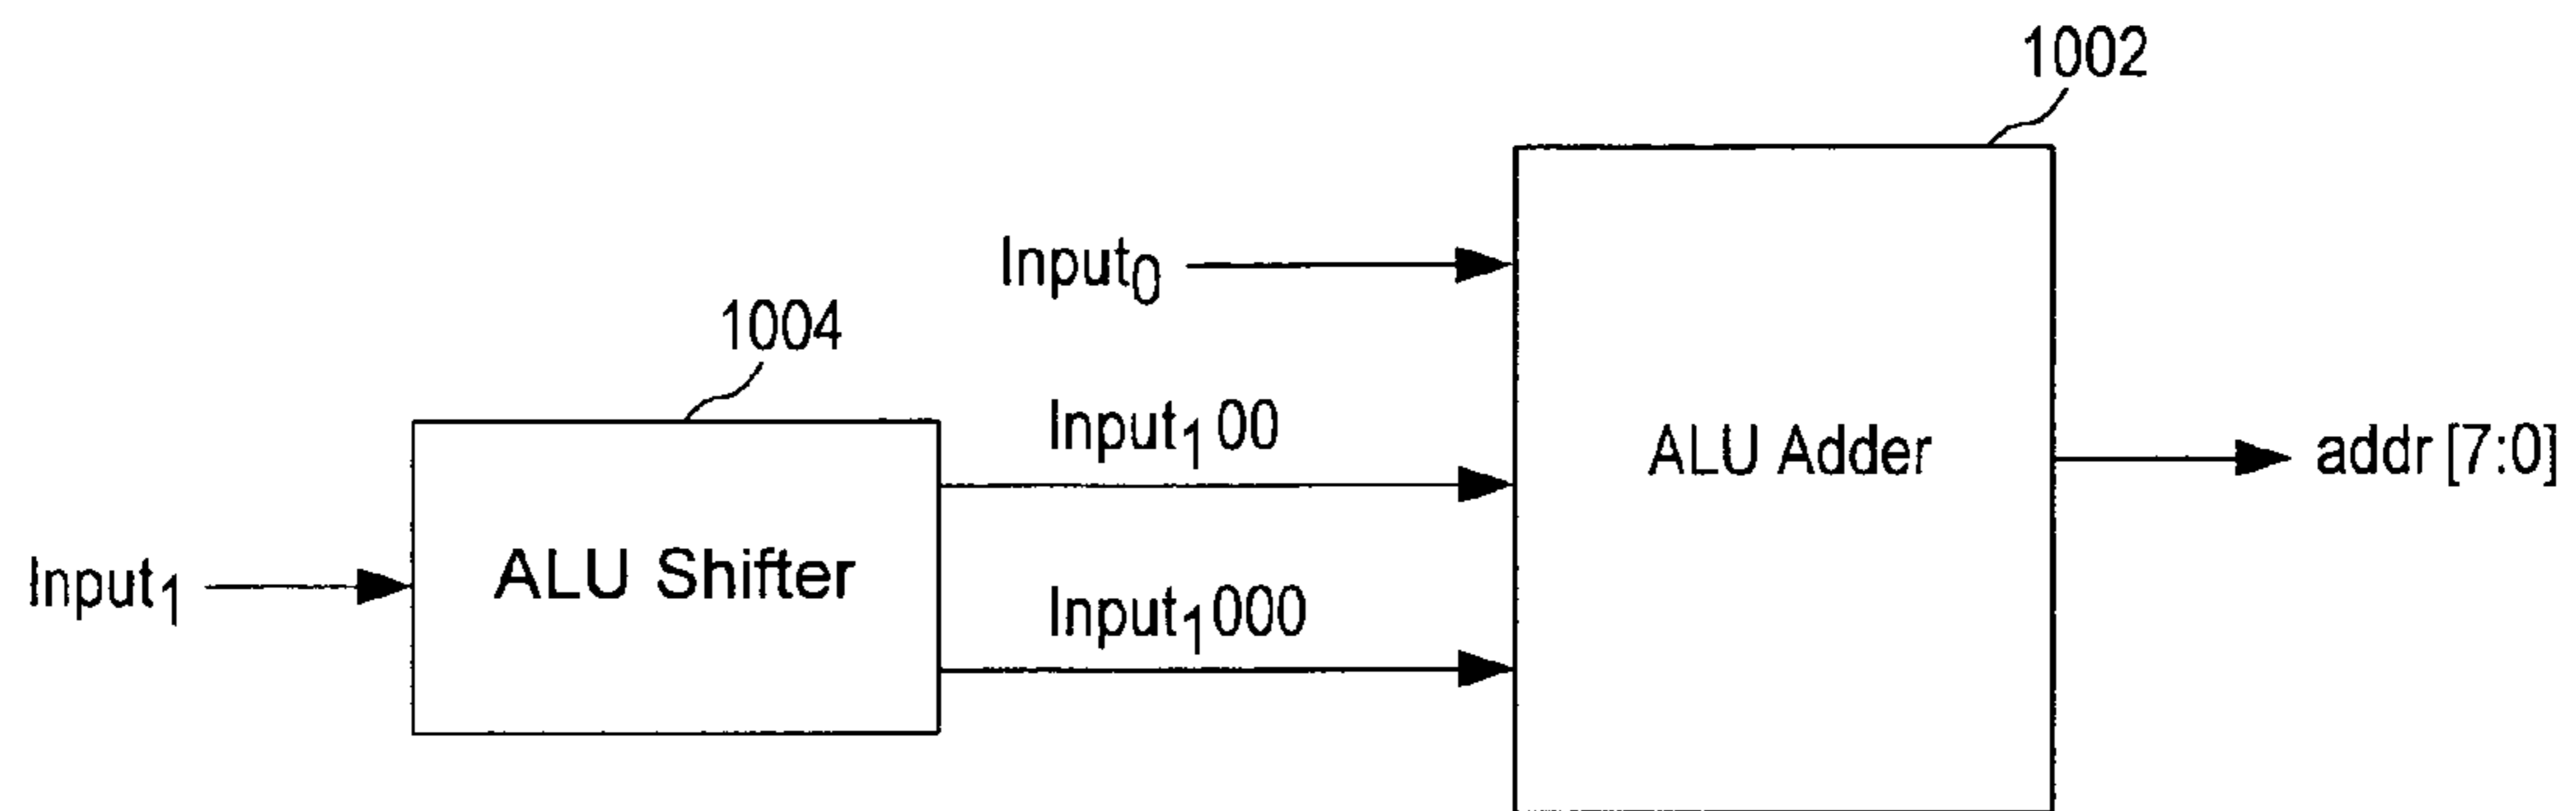 1002
Input0
1004
Input1 00
ALU Adder
addr [7:0]
ALU Shifter
Input1
Input1 000